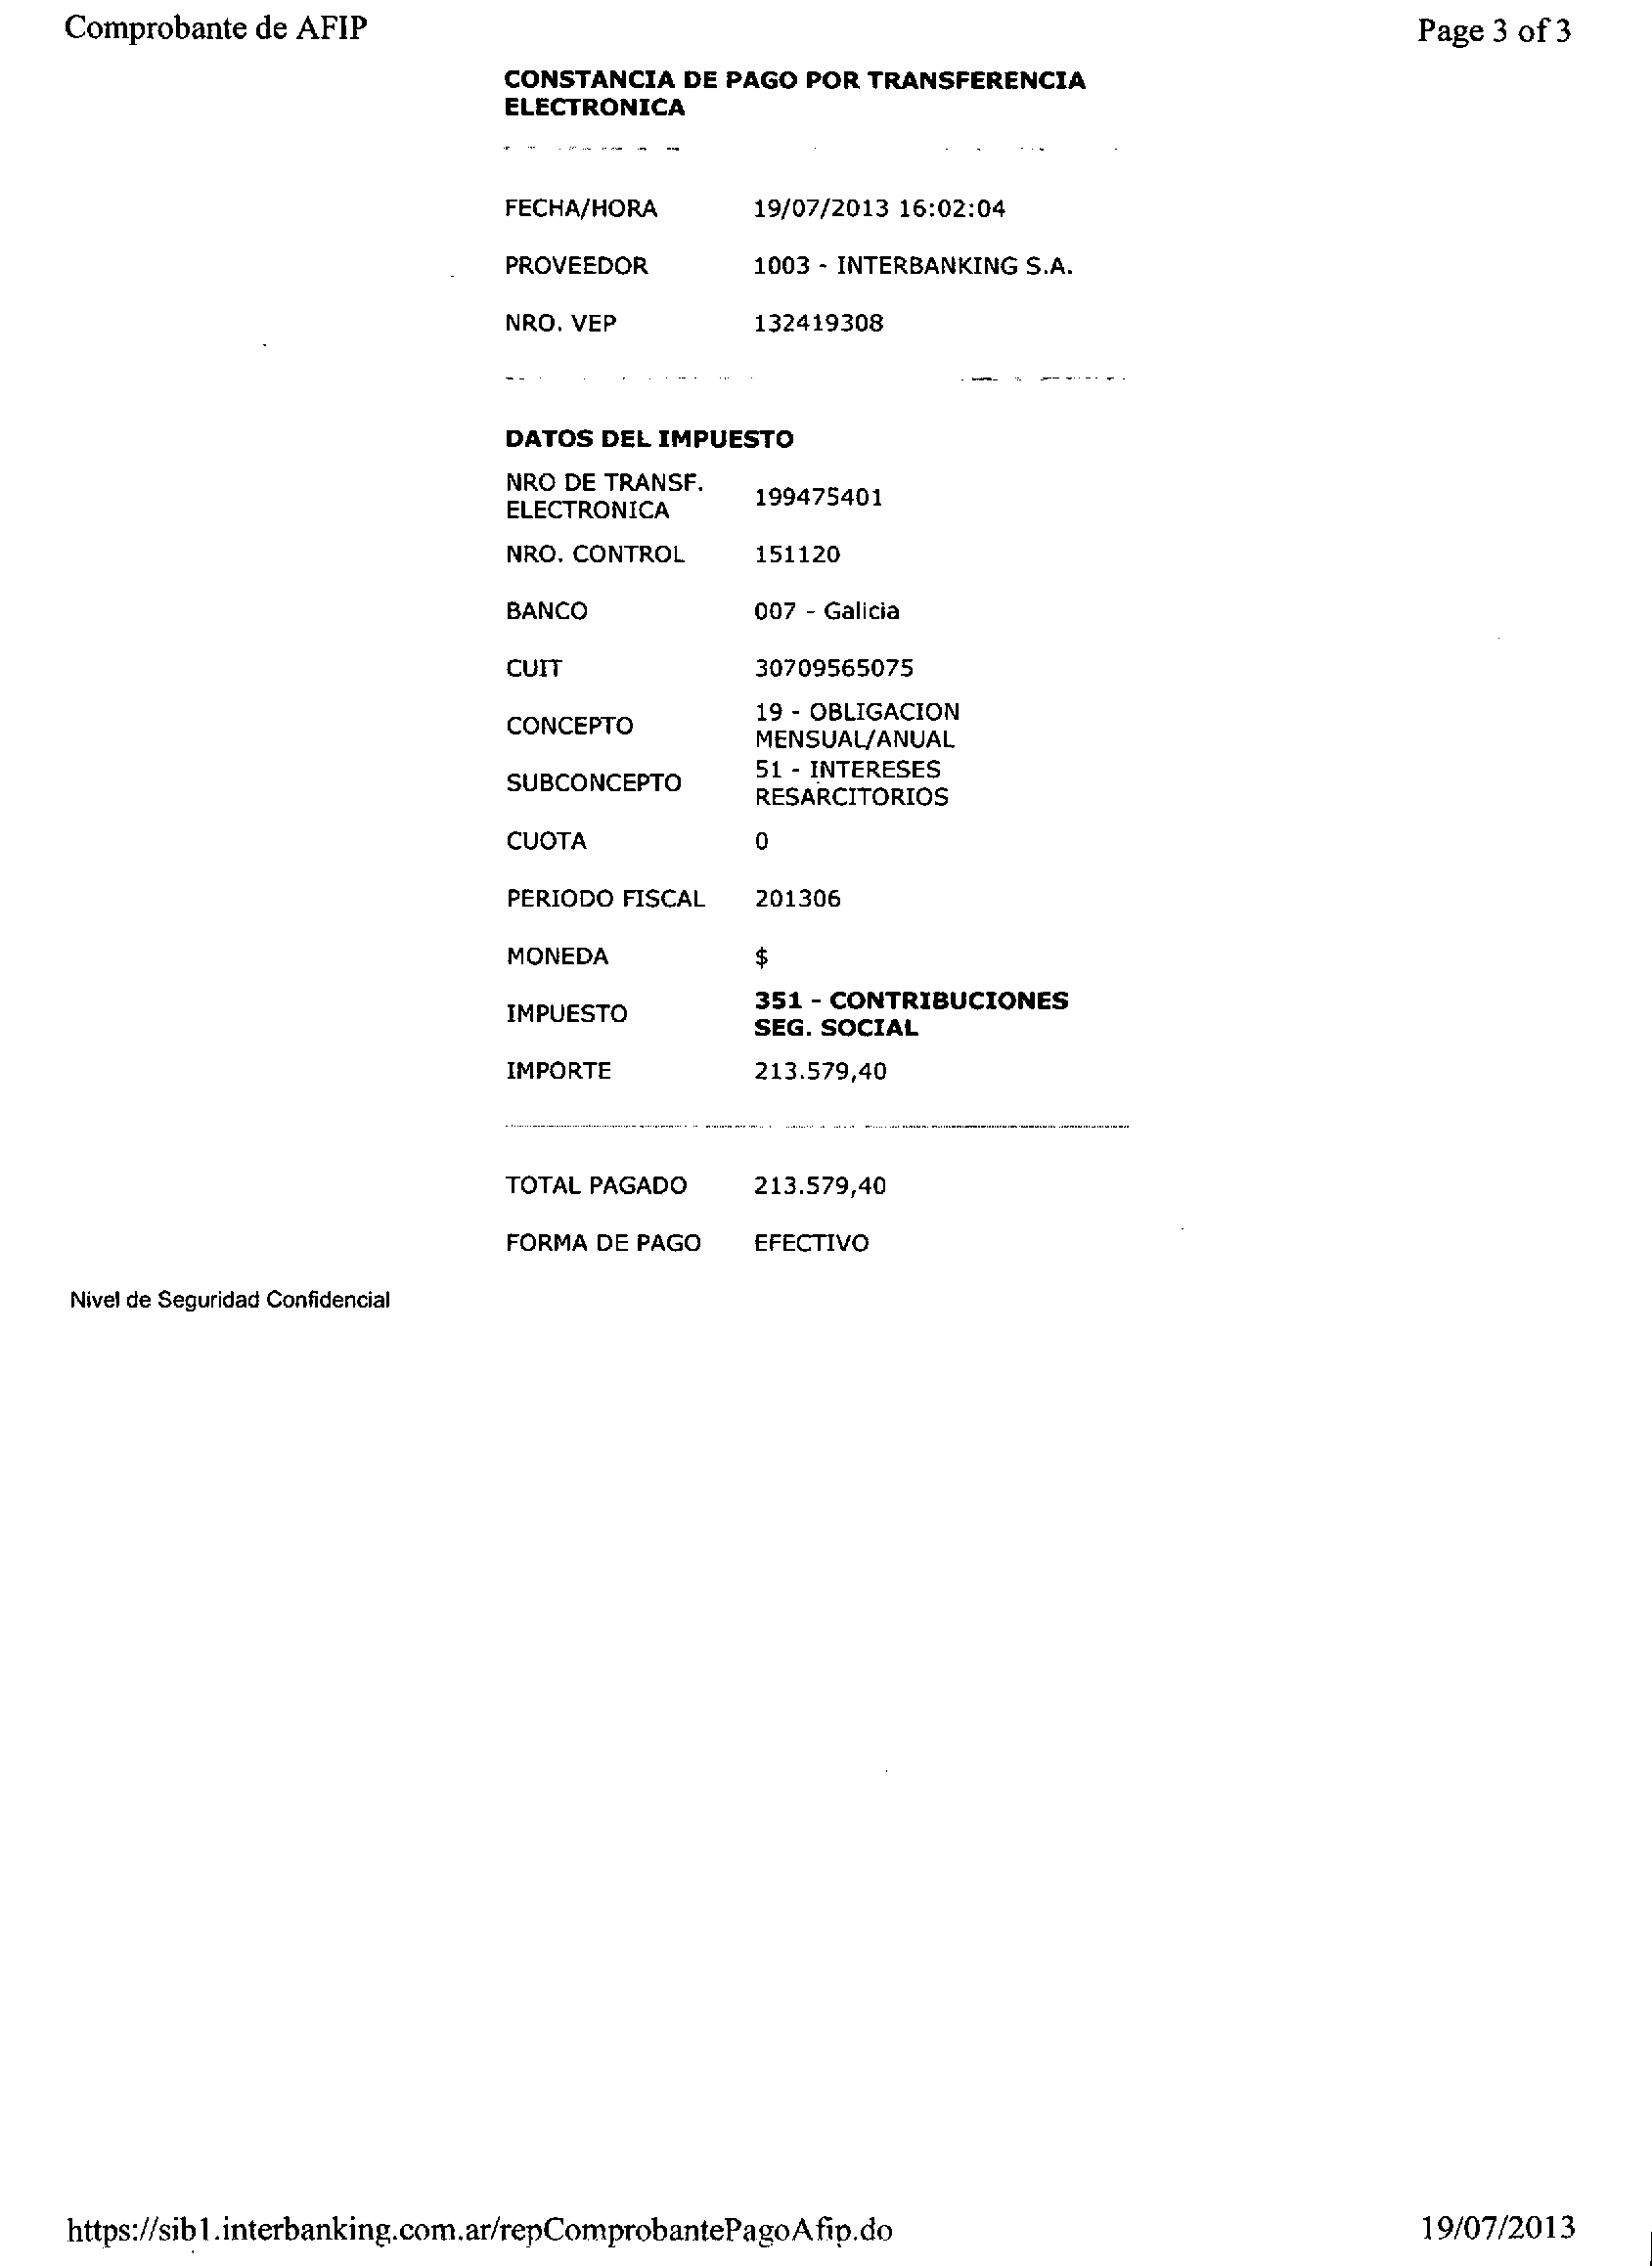 Comprobante de AFIP
Page 3 of 3
CONSTANCIA DE PAGO POR TRANSFERENCIA
ELECTRONICA
FECHA/HORA 19/07/2013 16:02:04
PROVEEDOR 1003 - INTERBANKING S.A.
NRO. VEP 132419308
DATOS DEL IMPUESTO
NRO DE TRANSF.
ELECTRONICA 199475401
NRO. CONTROL 151120
BANCO 007 - Galicia
CUIT 30709565075
CONCEPTO 19 - OBLIGACION
MENSUAL/ANUAL
SUBCONCEPTO 51 - INTERESES
RESARCITORIOS
CUOTA 0
PERIODO FISCAL 201306
MONEDA $
IMPUESTO 351 - CONTRIBUCIONES
SEG. SOCIAL
IMPORTE 213.579,40
TOTAL PAGADO 213.579,40
FORMA DE PAGO EFECTIVO
Nivel de Seguridad Confidencial
https://sib1.interbanking.com.ar/repComprobantePagoAfip.do
19/07/2013